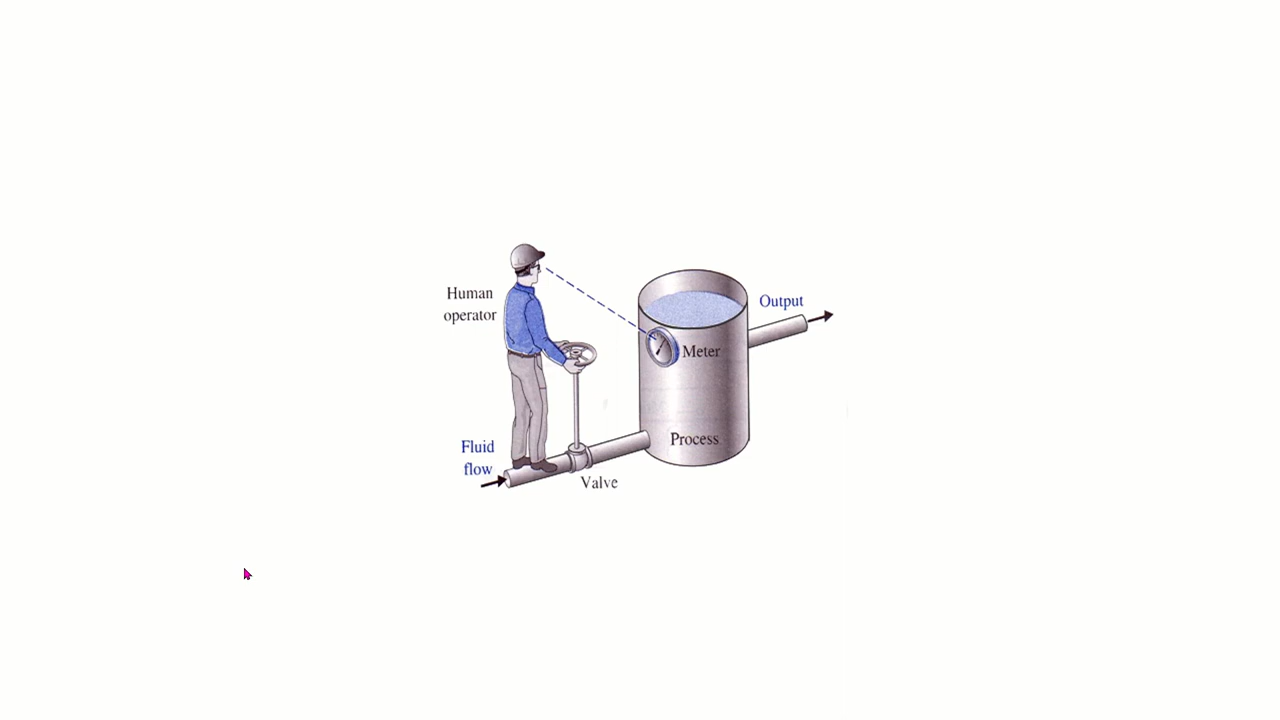 Human
operator
Output
Meter
Process
Fluid
flow
Valve